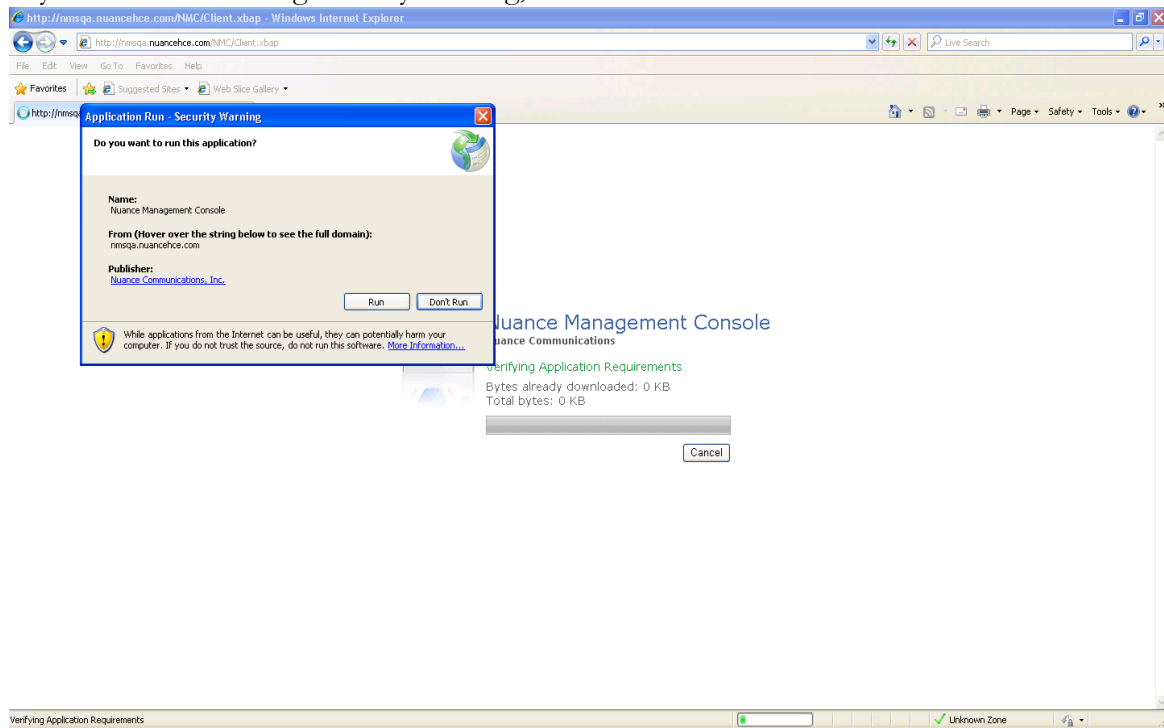 http://nmsqa.nuancehce.com/NMC/Client.xbap - Windows Internet Explorer
http://nmsqa.nuancehce.com/NMC/Client.xbap
Live Search
File Edit View Go To Favorites Help
Favorites Suggested Sites Web Slice Gallery
http://nmsq
Page Safety Tools
Application Run - Security Warning
Do you want to run this application?
Name:
Nuance Management Console
From (Hover over the string below to see the full domain):
nmsqa.nuancehce.com
Publisher:
Nuance Communications, Inc.
Run Don't Run
While applications from the Internet can be useful, they can potentially harm your
computer. If you do not trust the source, do not run this software. More Information...
Nuance Management Console
Nuance Communications
Verifying Application Requirements
Bytes already downloaded: 0 KB
Total bytes: 0 KB
Cancel
Verifying Application Requirements
Unknown Zone